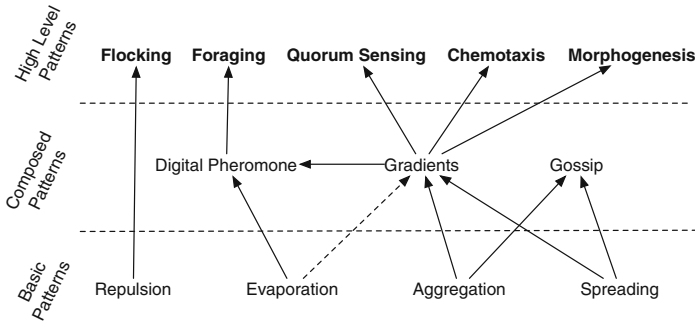 High Level
Patterns
Flocking Foraging Quorum Sensing Chemotaxis Morphogenesis
Composed
Patterns
Digital Pheromone Gradients Gossip
Basic
Patterns
Repulsion Evaporation Aggregation Spreading